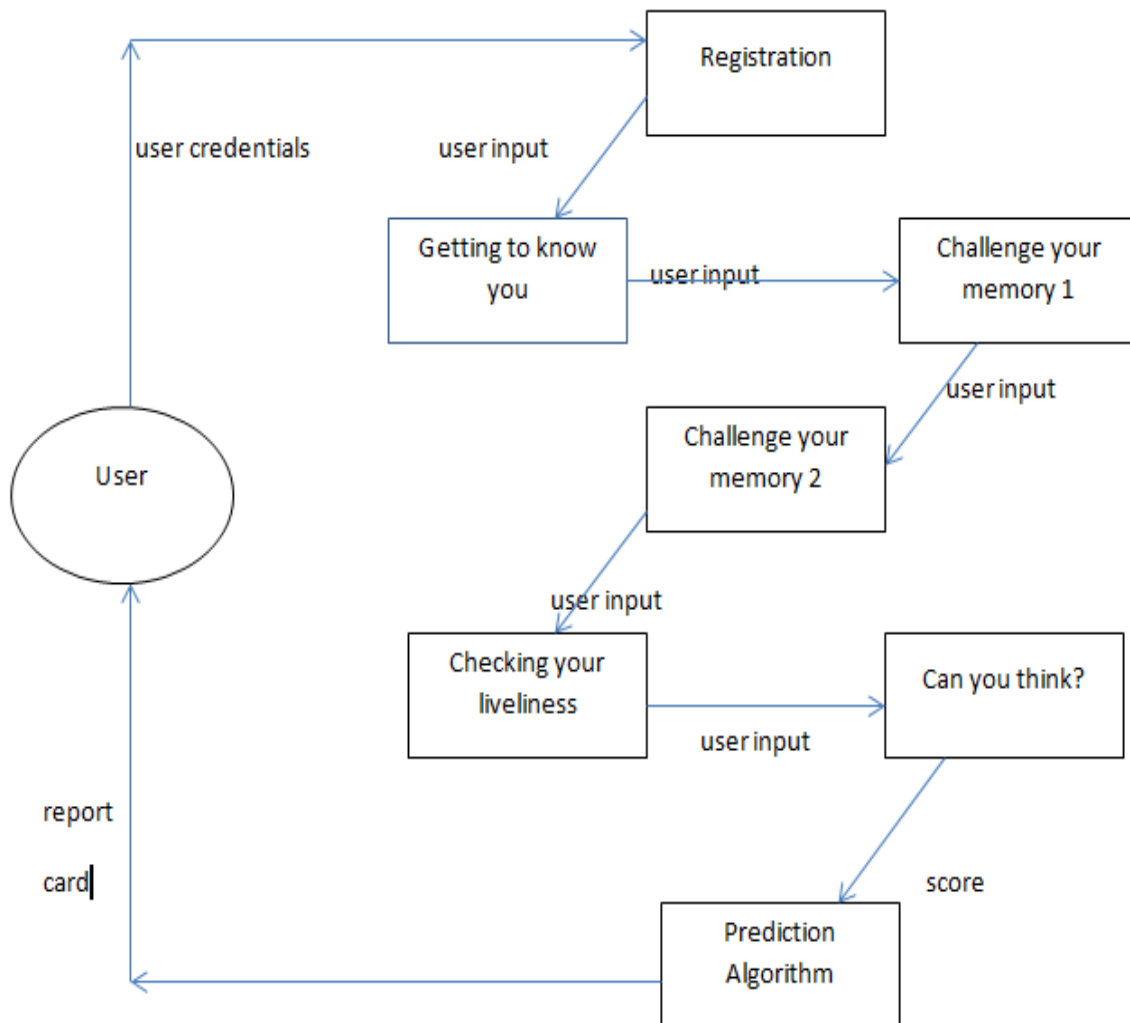 Registration
user credentials
user input
Getting to know
you
user input
Challenge your
memory 1
user input
Challenge your
memory 2
User
user input
Checking your
liveliness
Can you think?
user input
report
card
score
Prediction
Algorithm